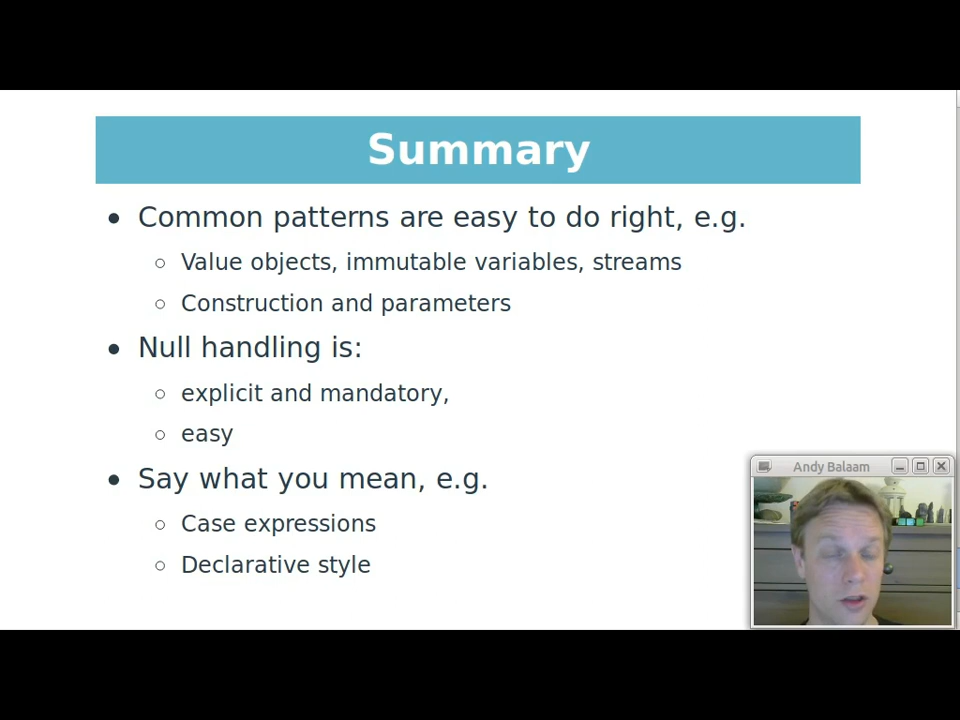 Summary
Common patterns are easy to do right, e.g.
Value objects, immutable variables, streams
Construction and parameters
Null handling is:
explicit and mandatory,
easy
Say what you mean, e.g.
Case expressions
Declarative style
Andy Balaam